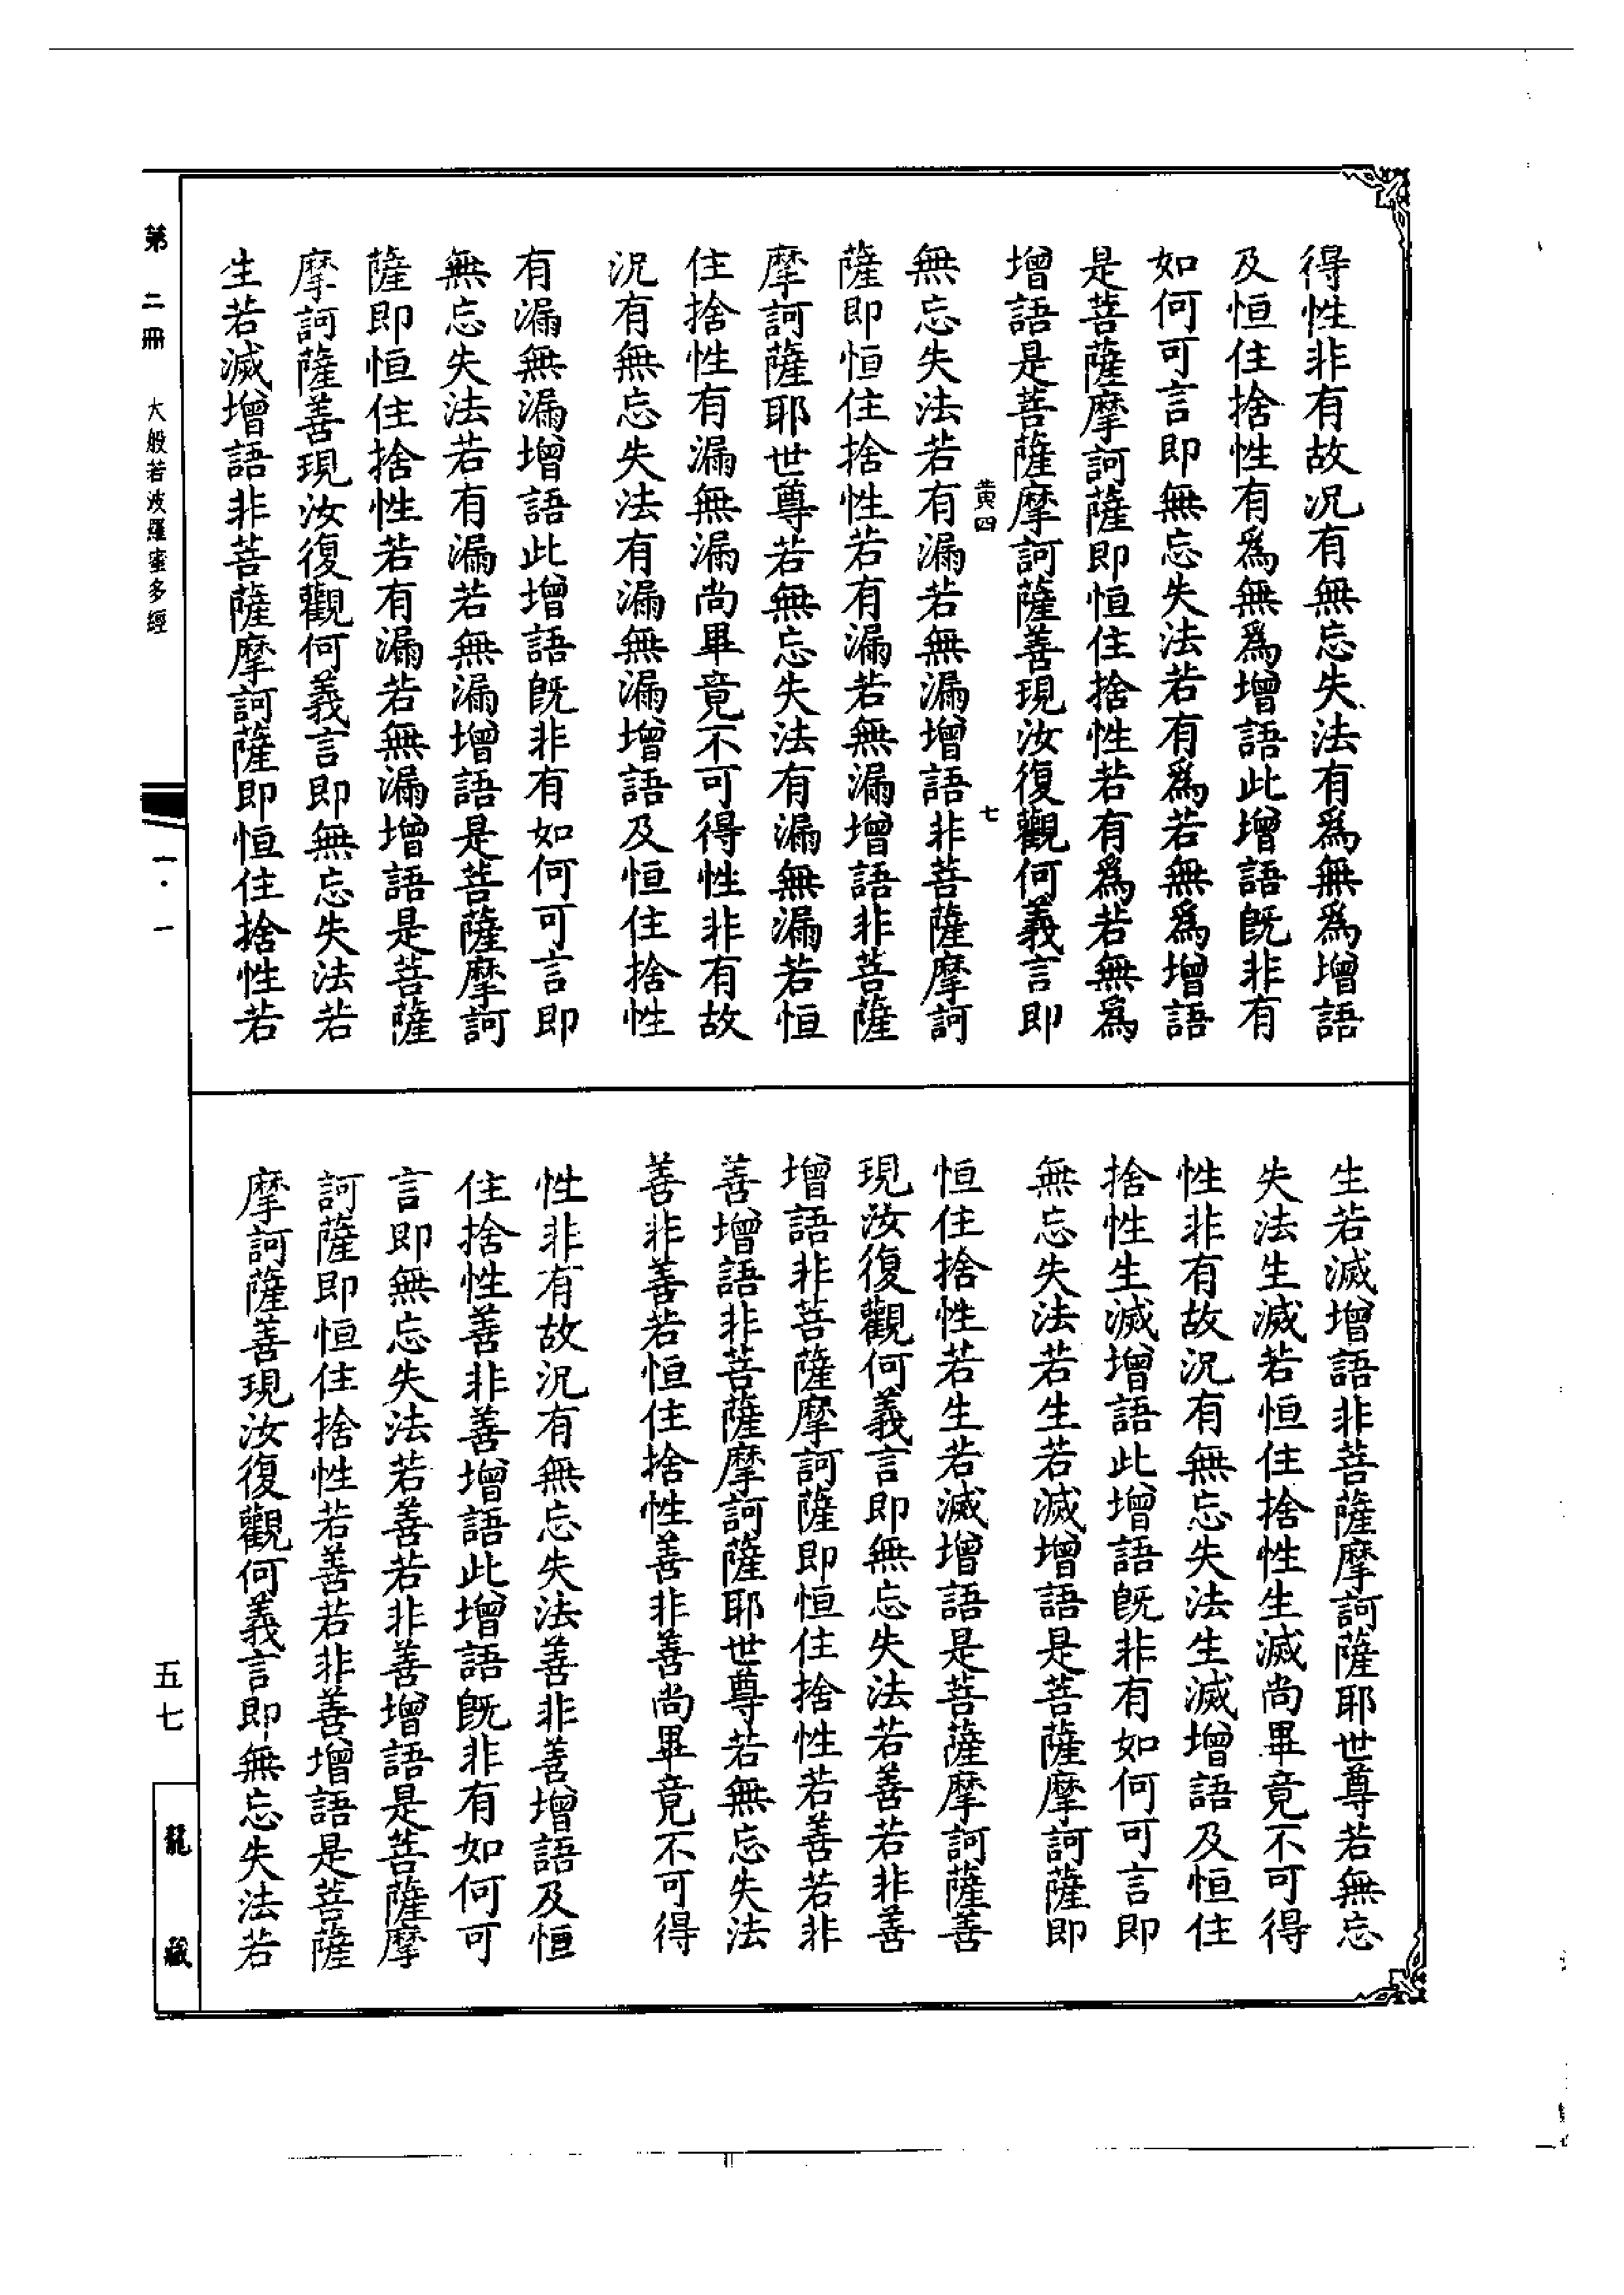 得性非有故況有無忘失法有爲無爲增語
及恒住捨性有爲無爲增語此增語旣非有
如何可言即無忘失法若有爲若無爲增語
是菩薩摩訶薩即恒住捨性若有爲若無爲
增語是菩薩摩訶薩善現汝復觀何義言即
黃四 七
無忘失法若有漏若無漏增語非菩薩摩訶
薩即恒住捨性若有漏若無漏增語非菩薩
摩訶薩耶世尊若無忘失法有漏無漏若恒
住捨性有漏無漏尚畢竟不可得性非有故
況有無忘失法有漏無漏增語及恒住捨性
有漏無漏增語此增語旣非有如何可言即
無忘失法若有漏若無漏增語是菩薩摩訶
薩即恒住捨性若有漏若無漏增語是菩薩
摩訶薩善現汝復觀何義言即無忘失法若
生若滅增語非菩薩摩訶薩即恒住捨性若
生若滅增語非菩薩摩訶薩耶世尊若無忘
失法生滅若恒住捨性生滅尚畢竟不可得
性非有故況有無忘失法生滅增語及恒住
捨性生滅增語此增語旣非有如何可言即
無忘失法若生若滅增語是菩薩摩訶薩即
恒住捨性若生若滅增語是菩薩摩訶薩善
現汝復觀何義言即無忘失法若善若非善
增語非菩薩摩訶薩即恒住捨性若善若非
善增語非菩薩摩訶薩耶世尊若無忘失法
善非善若恒住捨性善非善尚畢竟不可得
性非有故況有無忘失法善非善增語及恒
住捨性善非善增語此增語旣非有如何可
言即無忘失法若善若非善增語是菩薩摩
訶薩即恒住捨性若善若非善增語是菩薩
摩訶薩善現汝復觀何義言即無忘失法若
第二冊 大般若波羅蜜多經 一·一 五七 龍藏